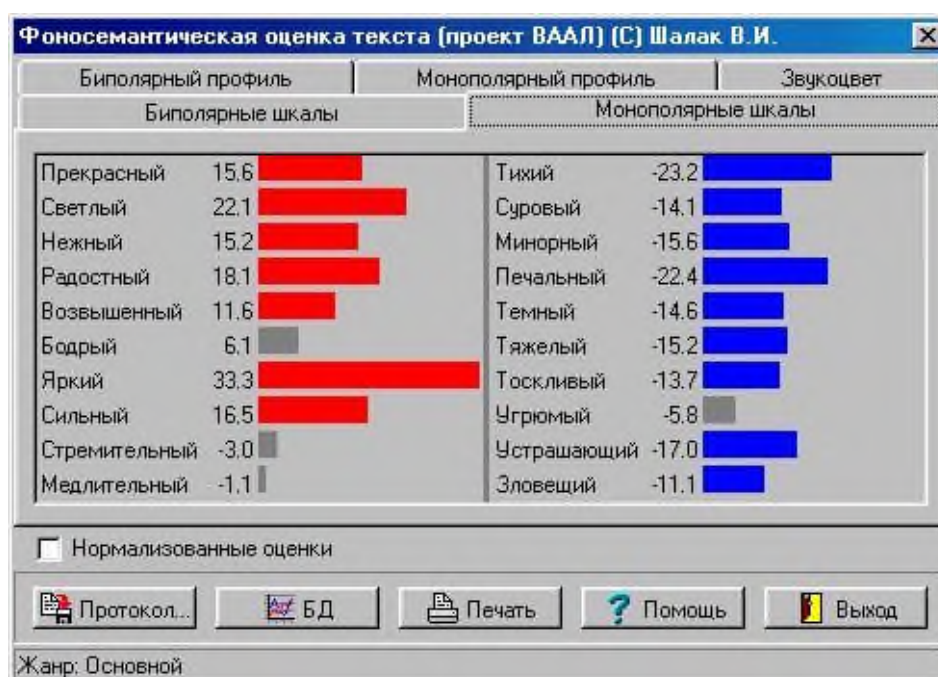 Фоносемантическая оценка текста (проект ВААЛ) (C) Шалак В.И.
Биполярный профиль Монополярный профиль Звукоцвет
Биполярные шкалы Монополярные шкалы
Прекрасный 15.6 Тихий -23.2
Светлый 22.1 Суровый -14.1
Нежный 15.2 Минорный -15.6
Радостный 18.1 Печальный -22.4
Возвышенный 11.6 Темный -14.6
Бодрый 6.1 Тяжелый -15.2
Яркий 33.3 Тоскливый -13.7
Сильный 16.5 Угрюмый -5.8
Стремительный -3.0 Устрашающий -17.0
Медлительный -1.1 Зловещий -11.1
Нормализованные оценки
Протокол... БД Печать Помощь Выход
Жанр: Основной